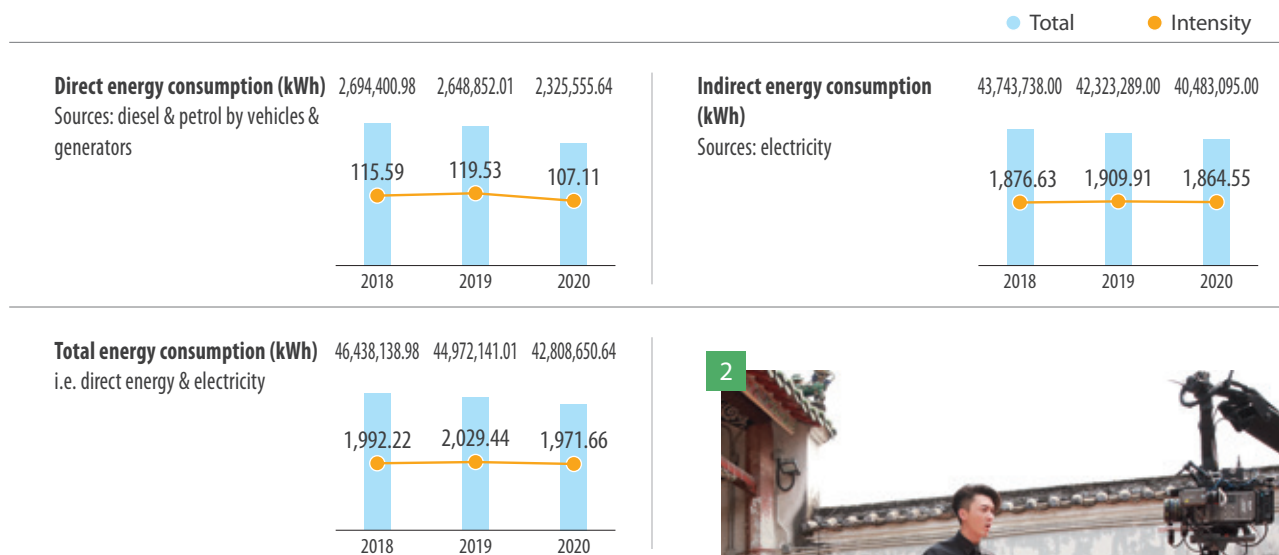 Total Intensity
Direct energy consumption (kWh) 2,694,400.98 2,648,852.01 2,325,555.64
Sources: diesel & petrol by vehicles &
generators
115.59 119.53 107.11
2018 2019 2020
Indirect energy consumption 43,743,738.00 42,323,289.00 40,483,095.00
(kWh)
Sources: electricity
1,876.63 1,909.91 1,864.55
2018 2019 2020
Total energy consumption (kWh) 46,438,138.98 44,972,141.01 42,808,650.64
i.e. direct energy & electricity
1,992.22 2,029.44 1,971.66
2018 2019 2020
2